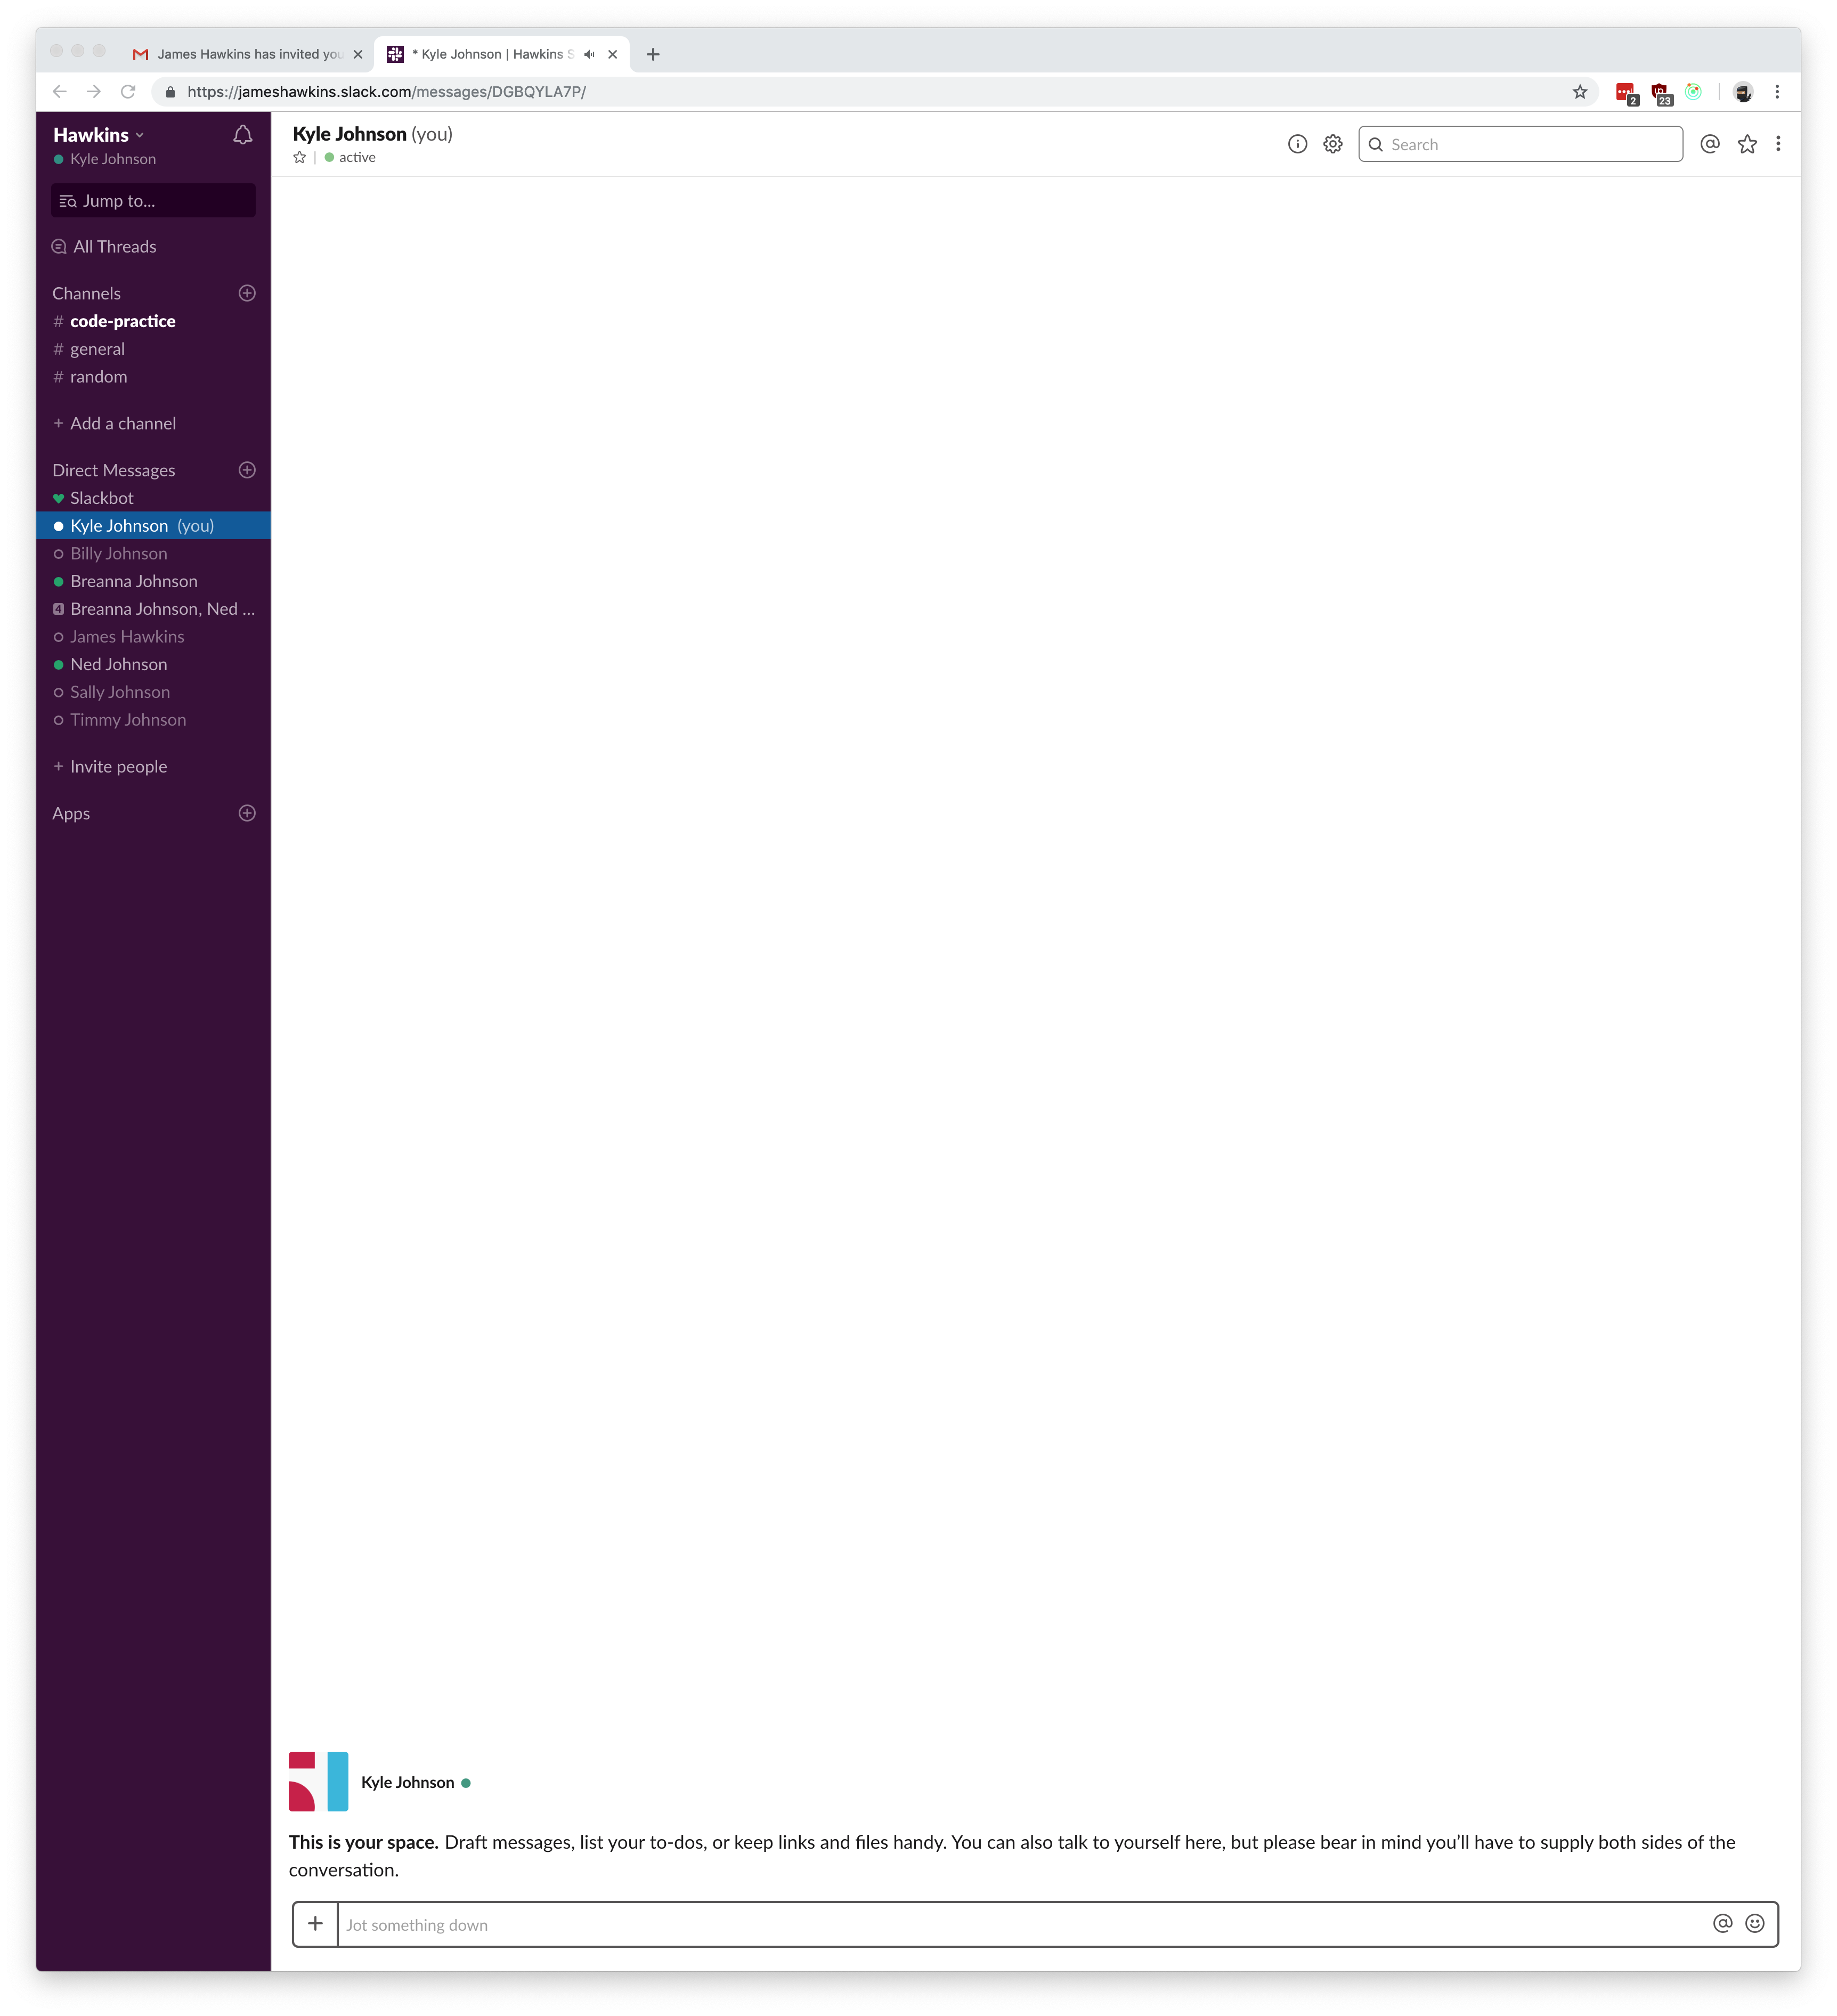 James Hawkins has invited you
* Kyle Johnson | Hawkins S
https://jameshawkins.slack.com/messages/DGBQYLA7P/
2
23
Hawkins
Kyle Johnson
Jump to...
All Threads
Channels
# code-practice
# general
# random
+ Add a channel
Direct Messages
Slackbot
Kyle Johnson (you)
Billy Johnson
Breanna Johnson
4 Breanna Johnson, Ned ...
James Hawkins
Ned Johnson
Sally Johnson
Timmy Johnson
+ Invite people
Apps
Kyle Johnson (you)
active
Search
Kyle Johnson
This is your space. Draft messages, list your to-dos, or keep links and files handy. You can also talk to yourself here, but please bear in mind you’ll have to supply both sides of the
conversation.
Jot something down